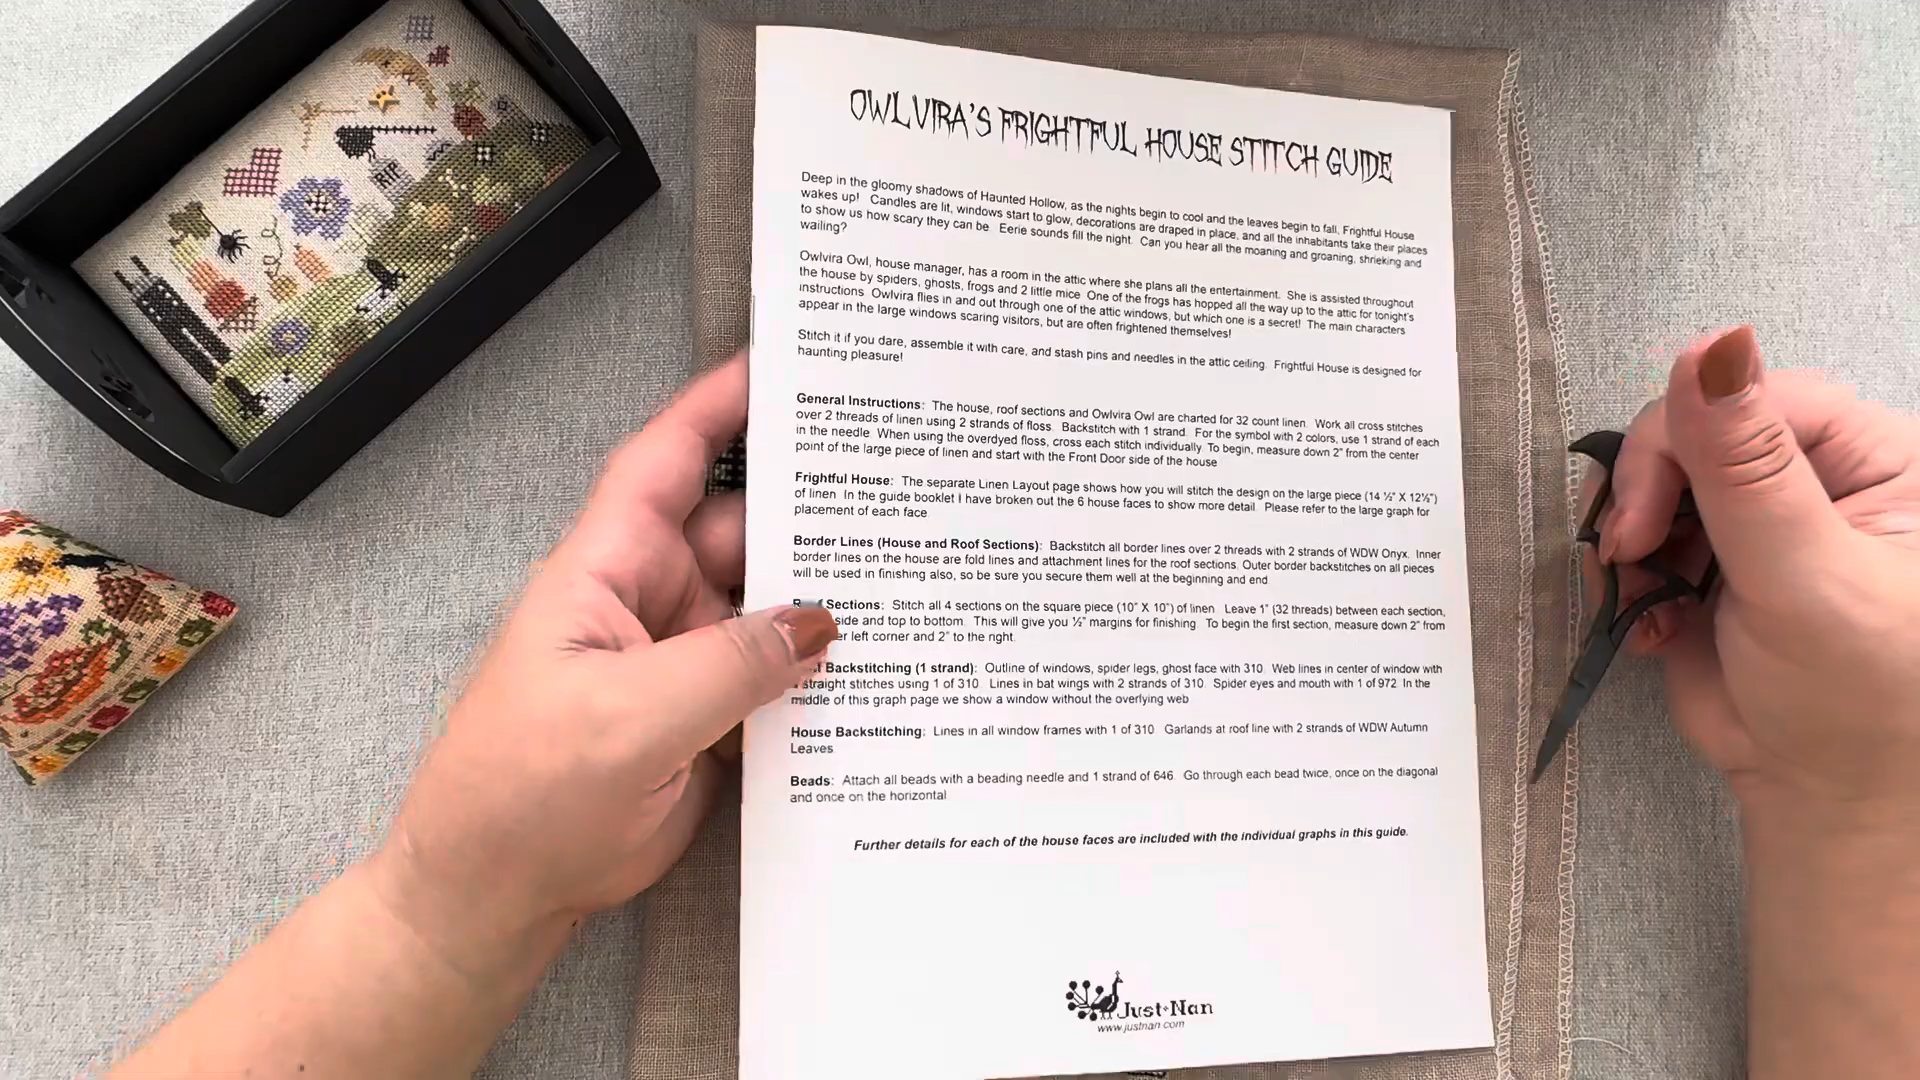 RIP
OWLVIRA'S FRIGHTFUL HOUSE STITCH GUIDE
Deep in the gloomy shadows of Haunted Hollow, as the nights begin to cool and the leaves begin to fall, Frightful House
wakes up! Candles are lit, windows start to glow, decorations are draped in place, and all the inhabitants take their places
to show us how scary they can be. Eerie sounds fill the night. Can you hear all the moaning and groaning, shrieking and
wailing?
Owlvira Owl, house manager, has a room in the attic where she plans all the entertainment. She is assisted throughout
the house by spiders, ghosts, frogs and 2 little mice. One of the frogs has hopped all the way up to the attic for tonight's
instructions. Owlvira flies in and out through one of the attic windows, but which one is a secret! The main characters
appear in the large windows scaring visitors, but are often frightened themselves!
Stitch it if you dare, assemble it with care, and stash pins and needles in the attic ceiling. Frightful House is designed for
haunting pleasure!
General Instructions: The house, roof sections and Owlvira Owl are charted for 32 count linen. Work all cross stitches
over 2 threads of linen using 2 strands of floss. Backstitch with 1 strand. For the symbol with 2 colors, use 1 strand of each
in the needle. When using the overdyed floss, cross each stitch individually. To begin, measure down 2" from the center
point of the large piece of linen and start with the Front Door side of the house
Frightful House: The separate Linen Layout page shows how you will stitch the design on the large piece (14 ½" X 12½")
of linen. In the guide booklet I have broken out the 6 house faces to show more detail. Please refer to the large graph for
placement of each face.
Border Lines (House and Roof Sections): Backstitch all border lines over 2 threads with 2 strands of WDW Onyx. Inner
border lines on the house are fold lines and attachment lines for the roof sections. Outer border backstitches on all pieces
will be used in finishing also, so be sure you secure them well at the beginning and end.
Sections: Stitch all 4 sections on the square piece (10" X 10") of linen. Leave 1" (32 threads) between each section,
side and top to bottom. This will give you ½" margins for finishing. To begin the first section, measure down 2" from
left corner and 2" to the right.
Backstitching (1 strand): Outline of windows, spider legs, ghost face with 310. Web lines in center of window with
straight stitches using 1 of 310. Lines in bat wings with 2 strands of 310. Spider eyes and mouth with 1 of 972. In the
middle of this graph page we show a window without the overlying web
House Backstitching: Lines in all window frames with 1 of 310. Garlands at roof line with 2 strands of WDW Autumn
Leaves.
Beads: Attach all beads with a beading needle and 1 strand of 646. Go through each bead twice, once on the diagonal
and once on the horizontal
Further details for each of the house faces are included with the individual graphs in this guide.
Just•Nan
www.justnan.com